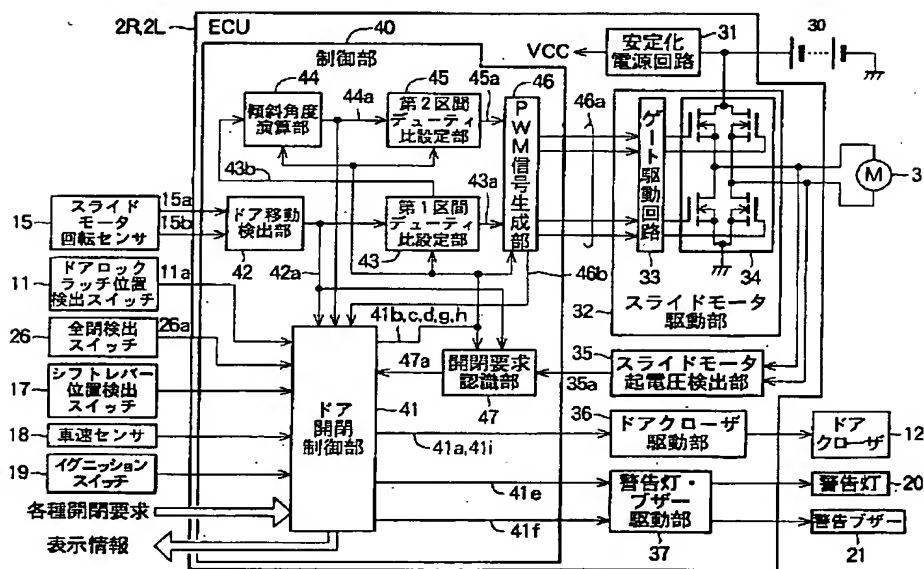 2R,2L
ECU
40
制御部
31
安定化
電源回路
VCC
30
44
傾斜角度
演算部
44a
45
第2区間
デューティ
比設定部
45a
46
PWM信号生成部
46a
43b
ゲート駆動回路
33
34
M
3
15
スライド
モータ
回転センサ
15a
15b
ドア移動
検出部
42
42a
第1区間
デューティ
比設定部
43
43a
46b
32
スライドモータ
駆動部
11
ドアロック
ラッチ位置
検出スイッチ
11a
26
全閉検出
スイッチ
26a
17
シフトレバー
位置検出
スイッチ
18
車速センサ
19
イグニッション
スイッチ
各種開閉要求
表示情報
ドア
開閉
制御部
41
41b,c,d,g,h
47a
開閉要求
認識部
47
35
スライドモータ
起電圧検出部
35a
36
ドアクローザ
駆動部
41a,41i
ドア
クローザ
12
41e
41f
警告灯・
ブザー
駆動部
37
警告灯
20
警告ブザー
21